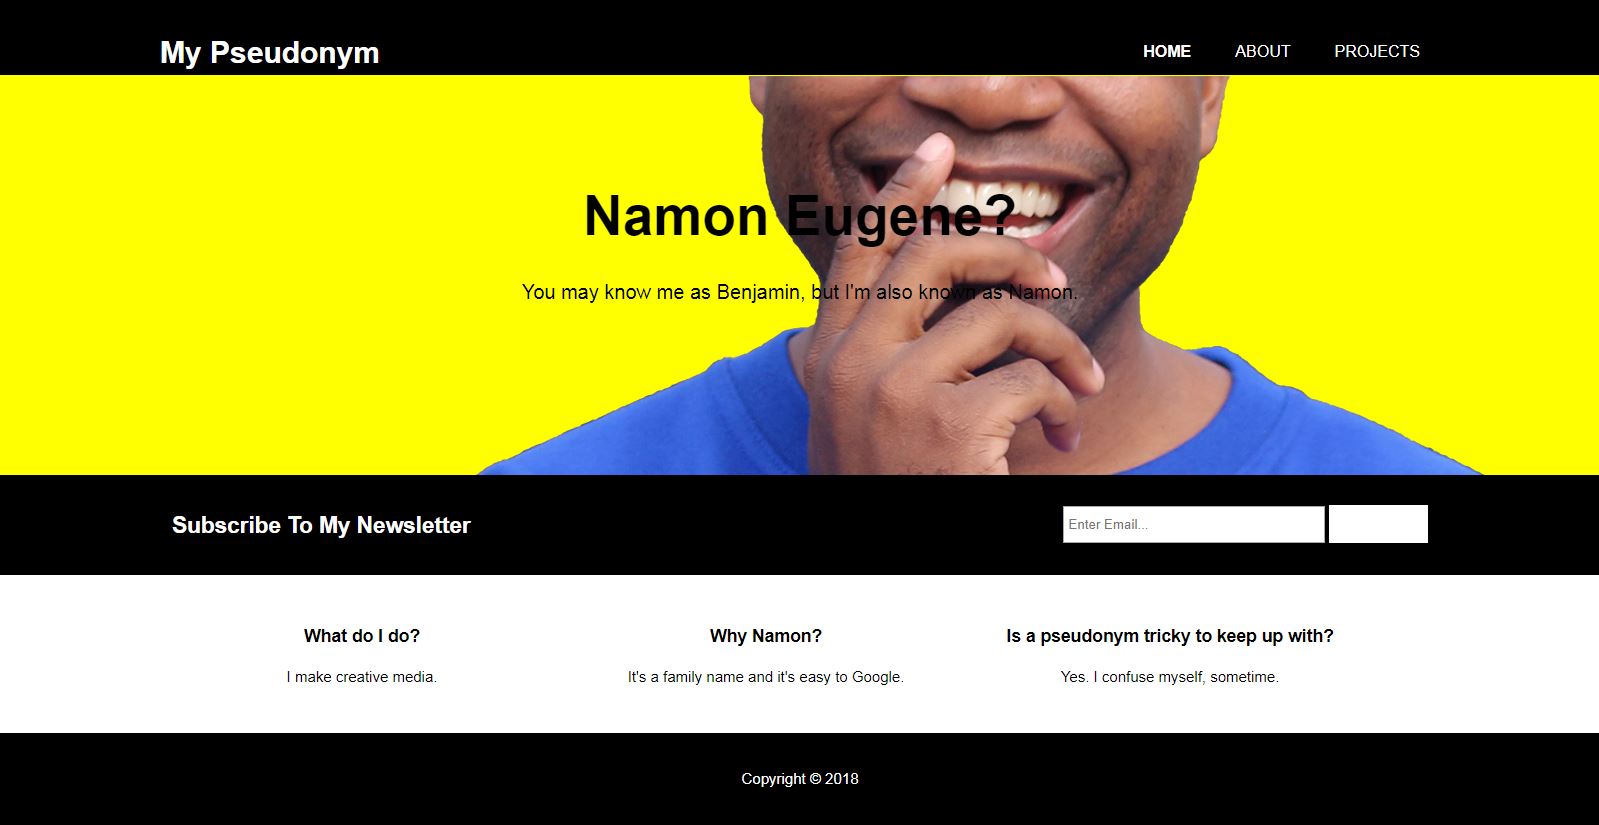 My Pseudonym
HOME ABOUT PROJECTS
Namon Eugene?
You may know me as Benjamin, but I'm also known as Namon.
Subscribe To My Newsletter
Enter Email...
What do I do?
I make creative media.
Why Namon?
It's a family name and it's easy to Google.
Is a pseudonym tricky to keep up with?
Yes. I confuse myself, sometime.
Copyright © 2018